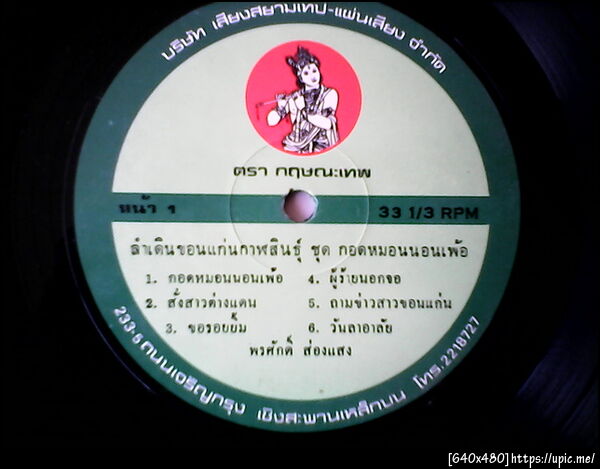 บริษัท เสียงสยามเทป-แผ่นเสียง จำกัด
ตรา กฤษณะเทพ
หน้า 1
33 1/3 RPM
ลำเดินขอนแก่นกาฬสินธุ์ ชุด กอดหมอนนอนเพ้อ
1. กอดหมอนนอนเพ้อ
4. ผู้ร้ายนอกจอ
2. สั่งสาวต่างแดน
5. ถามข่าวสาวขอนแก่น
3. ขอรอยยิ้ม
6. วันลาอาลัย
พรศักดิ์ ส่องแสง
233-5 ถนนเจริญกรุง เชิงสะพานเหล็กบน โทร.2218727
[640x480]https://upic.me/